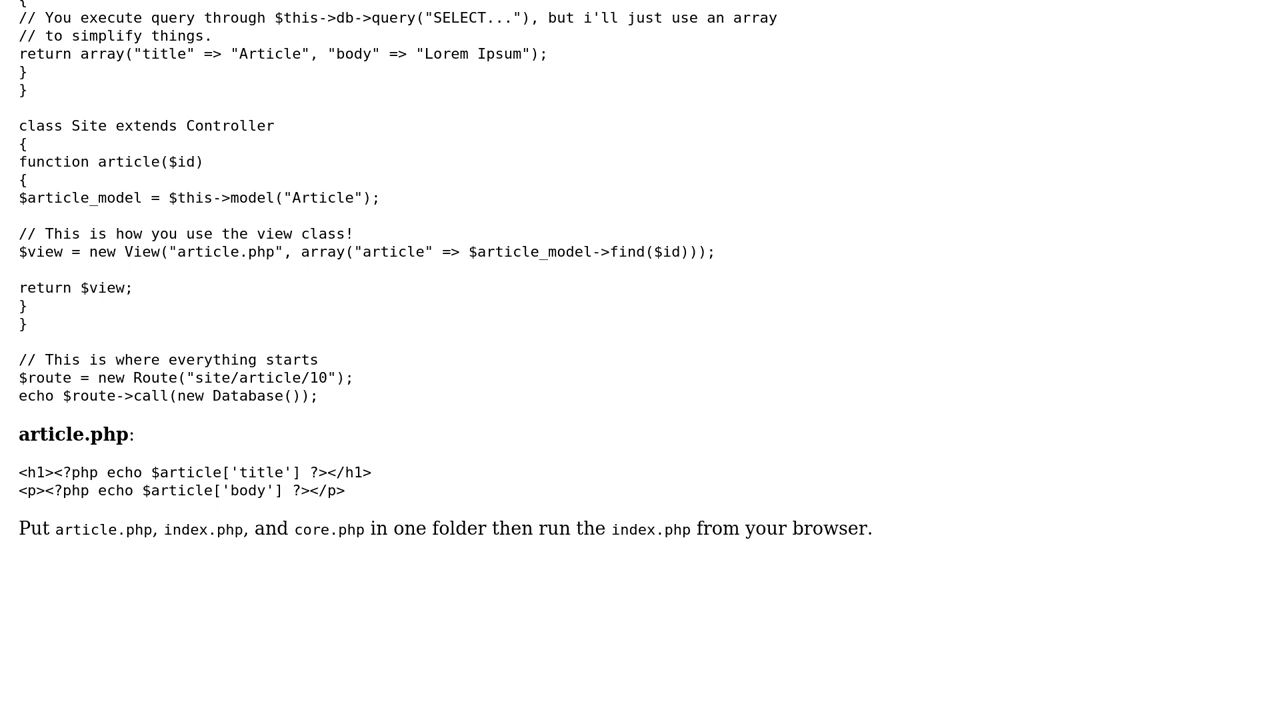 {
// You execute query through $this->db->query("SELECT..."), but i'll just use an array
// to simplify things.
return array("title" => "Article", "body" => "Lorem Ipsum");
}
}
class Site extends Controller
{
function article($id)
{
$article_model = $this->model("Article");
// This is how you use the view class!
$view = new View("article.php", array("article" => $article_model->find($id)));
return $view;
}
}
// This is where everything starts
$route = new Route("site/article/10");
echo $route->call(new Database());
article.php:
<h1><?php echo $article['title'] ?></h1>
<p><?php echo $article['body'] ?></p>
Put article.php, index.php, and core.php in one folder then run the index.php from your browser.